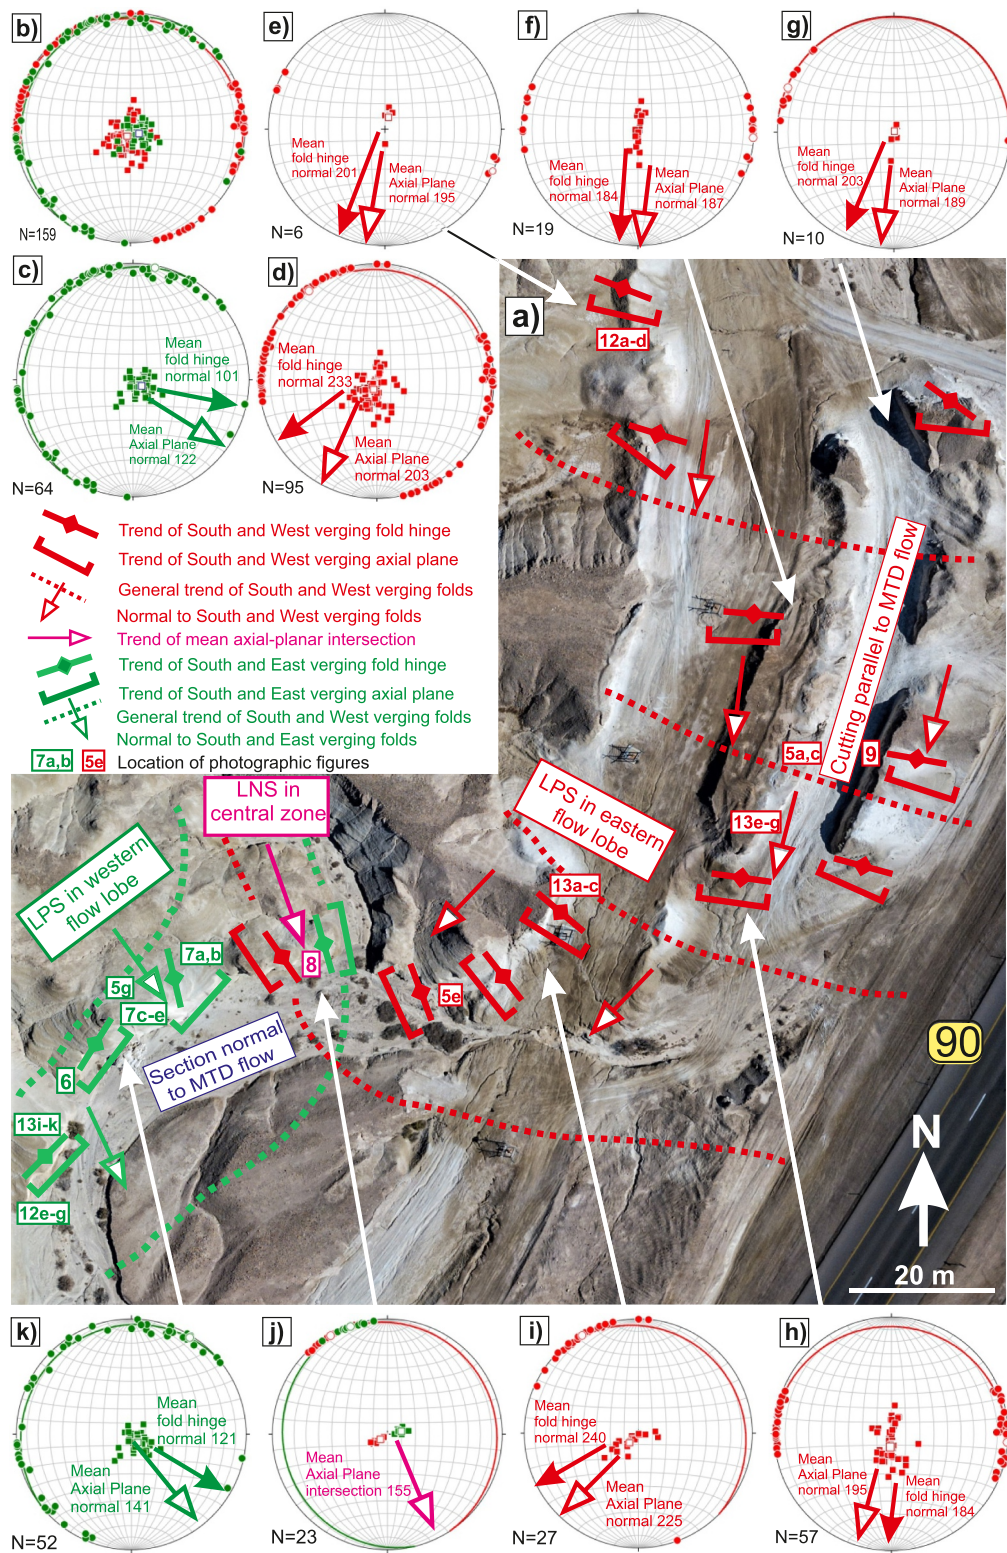 b)
N=159
e)
Mean
fold hinge
normal 201
Mean
Axial Plane
normal 195
N=6
f)
Mean
fold hinge
normal 184
Mean
Axial Plane
normal 187
N=19
g)
Mean
fold hinge
normal 203
Mean
Axial Plane
normal 189
N=10
c)
Mean
fold hinge
normal 101
Mean
Axial Plane
normal 122
N=64
d)
Mean
fold hinge
normal 233
Mean
Axial Plane
normal 203
N=95
Trend of South and West verging fold hinge
Trend of South and West verging axial plane
General trend of South and West verging folds
Normal to South and West verging folds
Trend of mean axial-planar intersection
Trend of South and East verging fold hinge
Trend of South and East verging axial plane
General trend of South and West verging folds
Normal to South and East verging folds
7a,b 5e Location of photographic figures
a)
12a-d
Cutting parallel to MTD flow
5a,c
9
13e-g
LPS in eastern
flow lobe
13a-c
LNS in
central zone
LPS in western
flow lobe
7a,b
8
5e
5g
7c-e
Section normal
to MTD flow
6
13i-k
12e-g
90
N
20 m
k)
Mean
fold hinge
normal 121
Mean
Axial Plane
normal 141
N=52
j)
Mean
Axial Plane
intersection 155
N=23
i)
Mean
fold hinge
normal 240
Mean
Axial Plane
normal 225
N=27
h)
Mean
Axial Plane
normal 195
Mean
fold hinge
normal 184
N=57